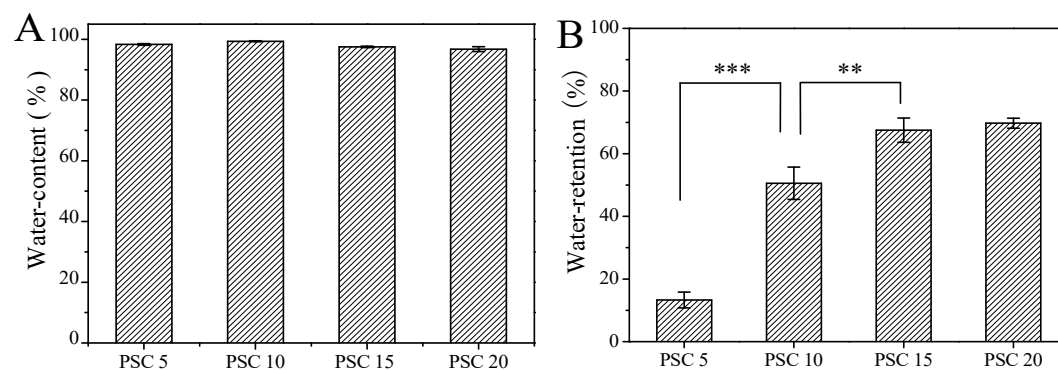 A
Water-content ( % )
100
80
60
40
20
0
PSC 5 PSC 10 PSC 15 PSC 20
B
Water-retention (%)
100
80
60
40
20
0
*** **
PSC 5 PSC 10 PSC 15 PSC 20